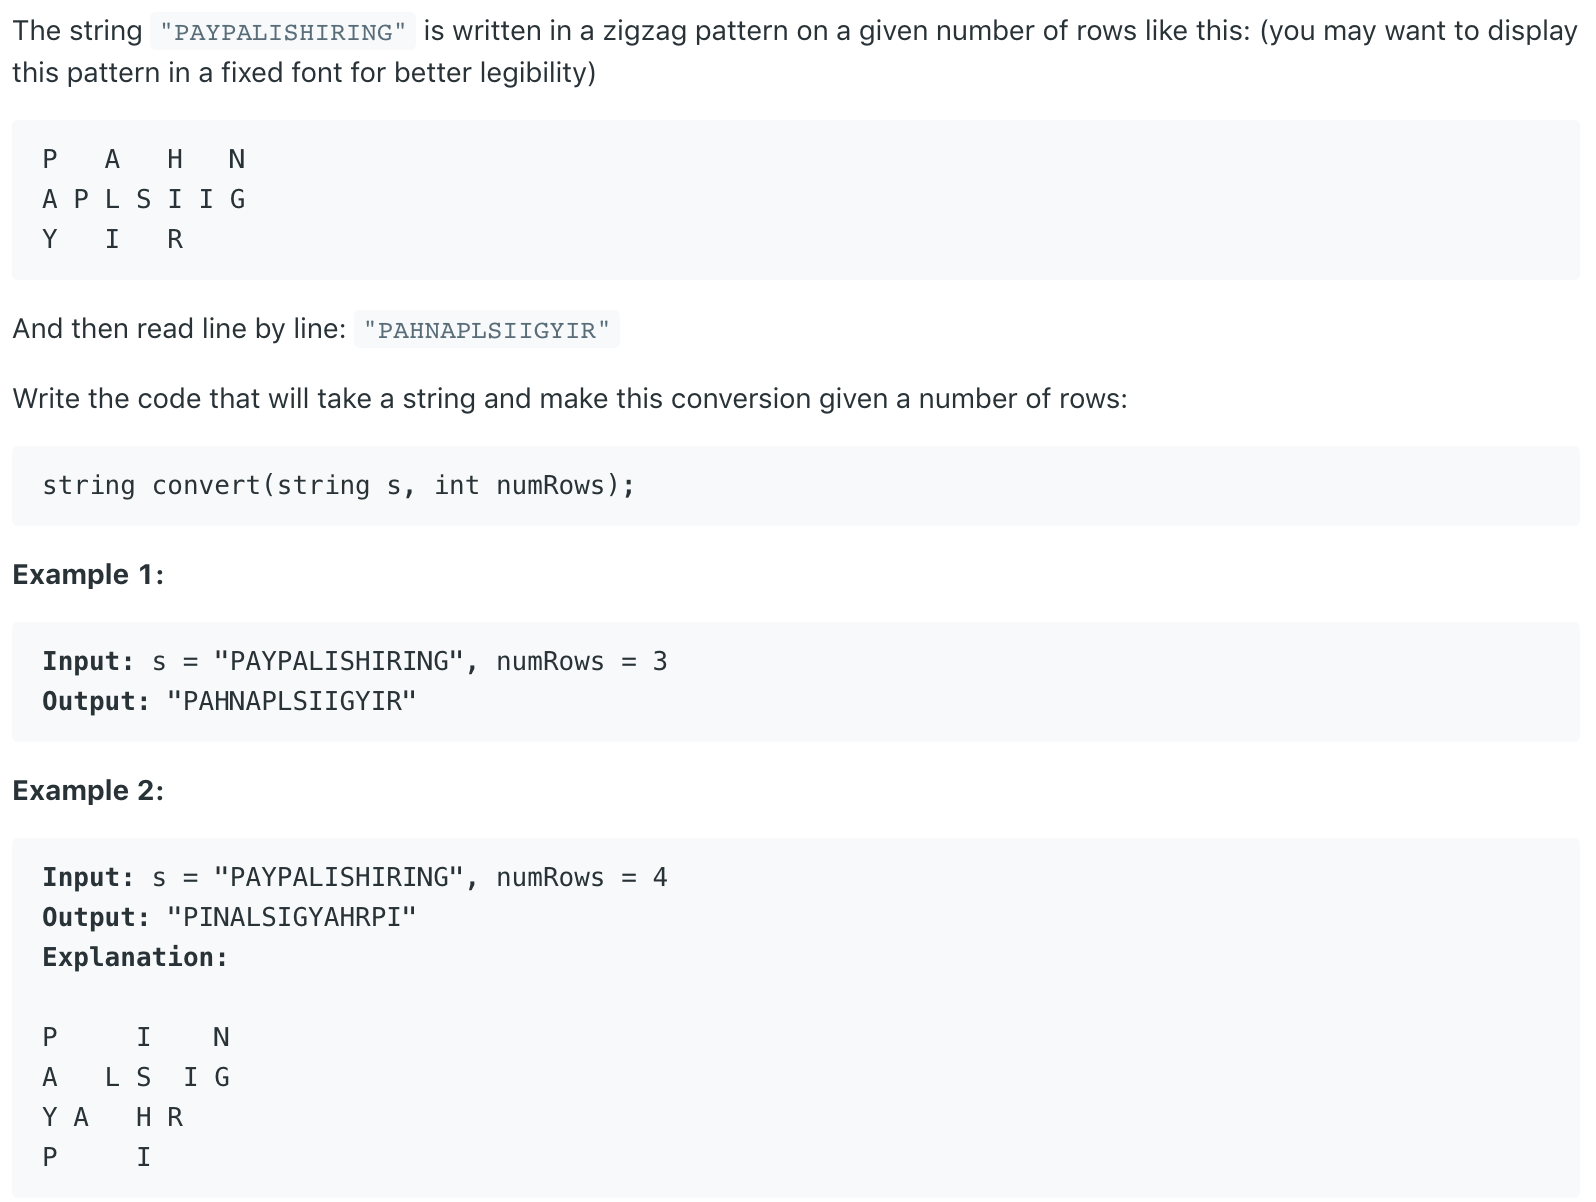 The string "PAYPALISHIRING" is written in a zigzag pattern on a given number of rows like this: (you may want to display
this pattern in a fixed font for better legibility)
P   A   H   N
A P L S I I G
Y   I   R
And then read line by line: "PAHNAPLSIIGYIR"
Write the code that will take a string and make this conversion given a number of rows:
string convert(string s, int numRows);
Example 1:
Input: s = "PAYPALISHIRING", numRows = 3
Output: "PAHNAPLSIIGYIR"
Example 2:
Input: s = "PAYPALISHIRING", numRows = 4
Output: "PINALSIGYAHRPI"
Explanation:
P     I    N
A   L S  I G
Y A   H R
P     I